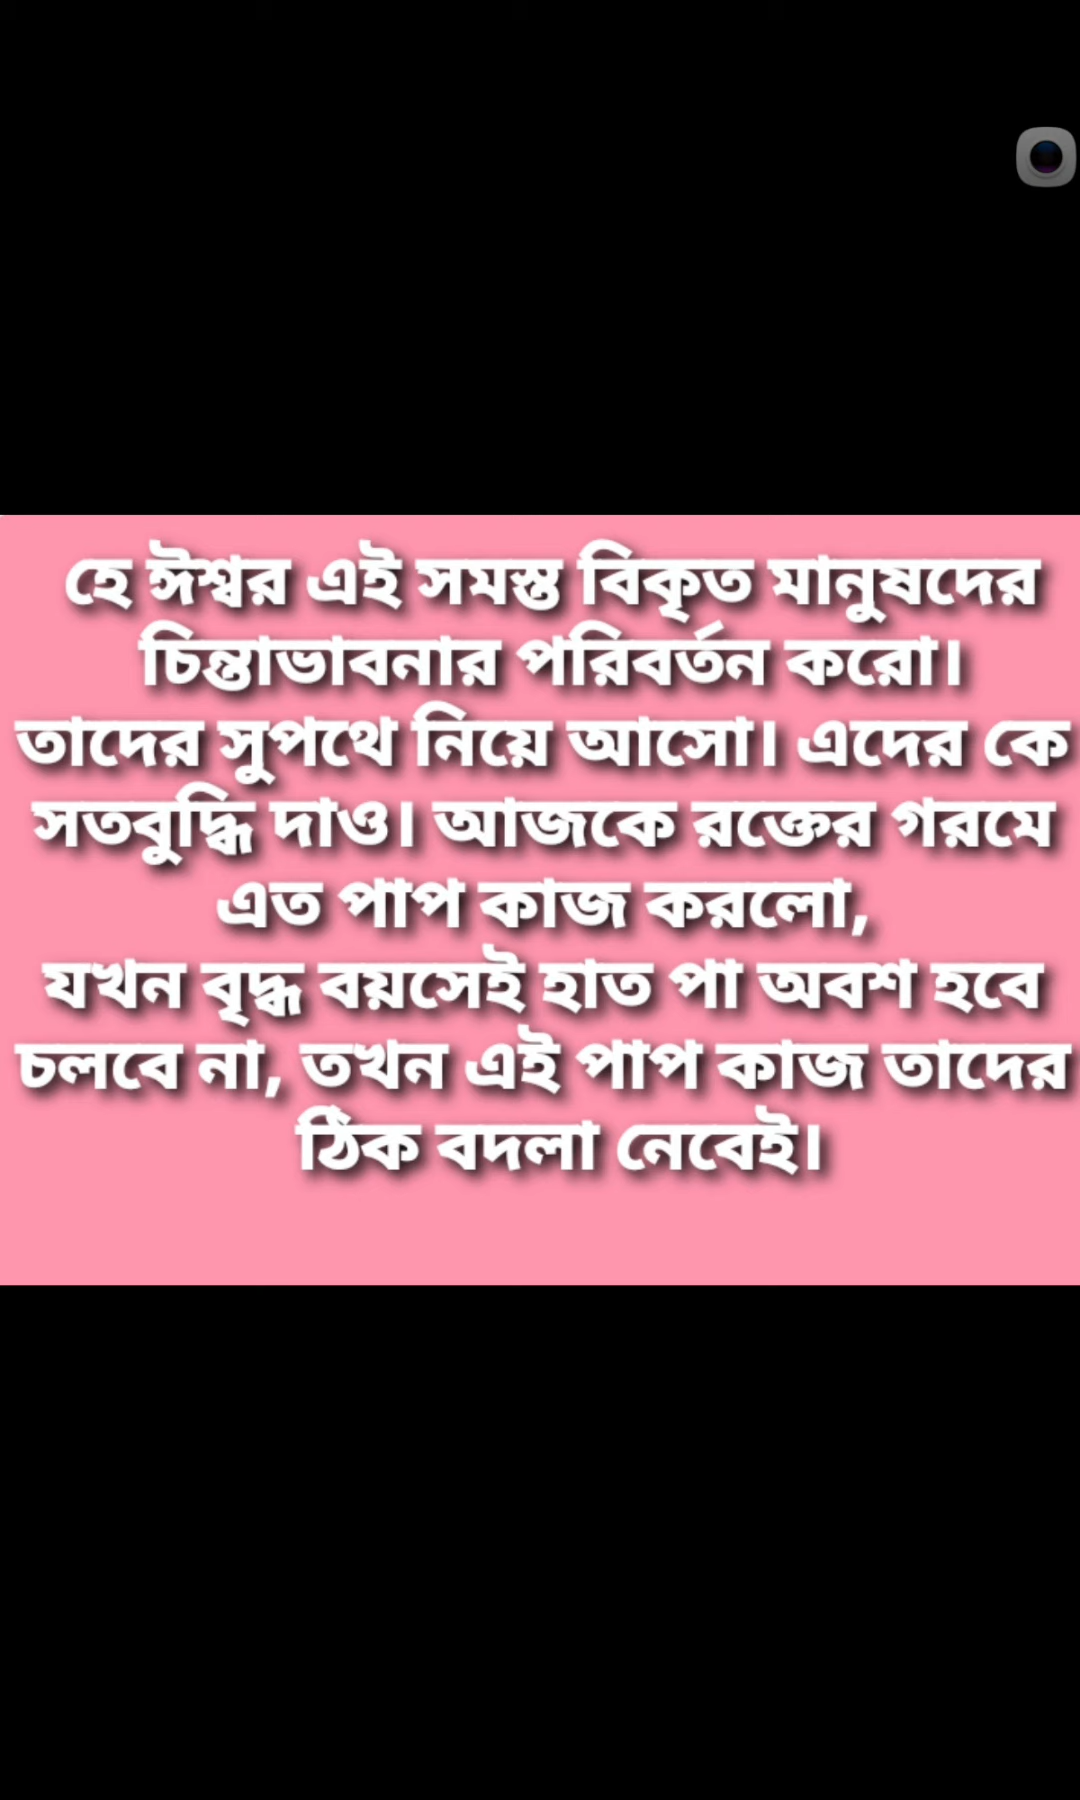 হে ঈশ্বর এই সমস্ত বিকৃত মানুষদের
চিন্তাভাবনার পরিবর্তন করো।
তাদের সুপথে নিয়ে আসো। এদের কে
সতবুদ্ধি দাও। আজকে রক্তের গরমে
এত পাপ কাজ করলো,
যখন বৃদ্ধ বয়সেই হাত পা অবশ হবে
চলবে না, তখন এই পাপ কাজ তাদের
ঠিক বদলা নেবেই।